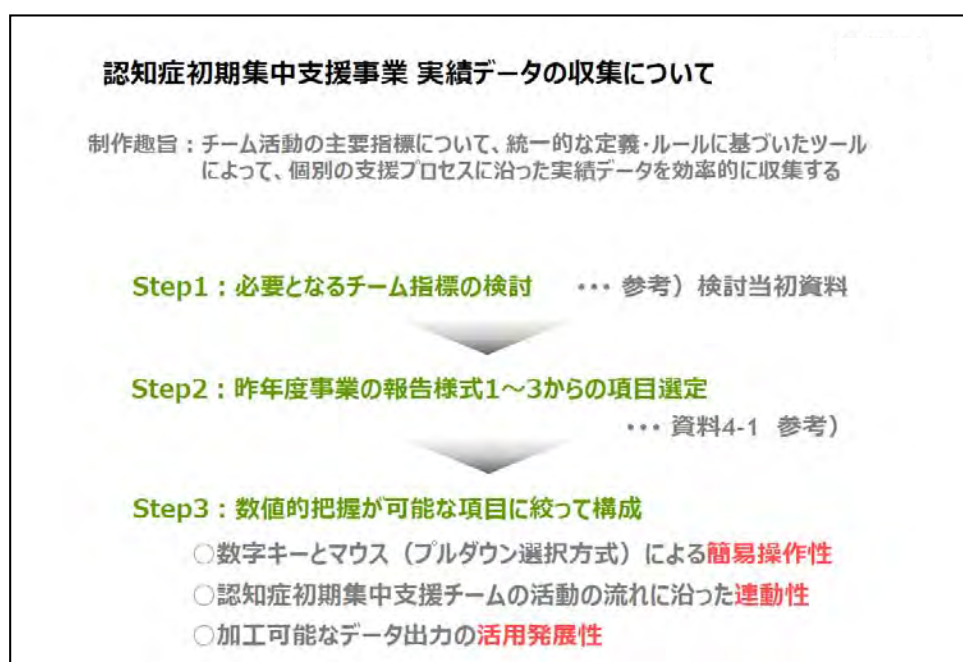 認知症初期集中支援事業 実績データの収集について
制作趣旨：チーム活動の主要指標について、統一的な定義・ルールに基づいたツール
によって、個別の支援プロセスに沿った実績データを効率的に収集する
Step1：必要となるチーム指標の検討 ･･･ 参考）検討当初資料
Step2：昨年度事業の報告様式1～3からの項目選定
･･･ 資料4-1 参考）
Step3：数値的把握が可能な項目に絞って構成
○数字キーとマウス（プルダウン選択方式）による簡易操作性
○認知症初期集中支援チームの活動の流れに沿った連動性
○加工可能なデータ出力の活用発展性